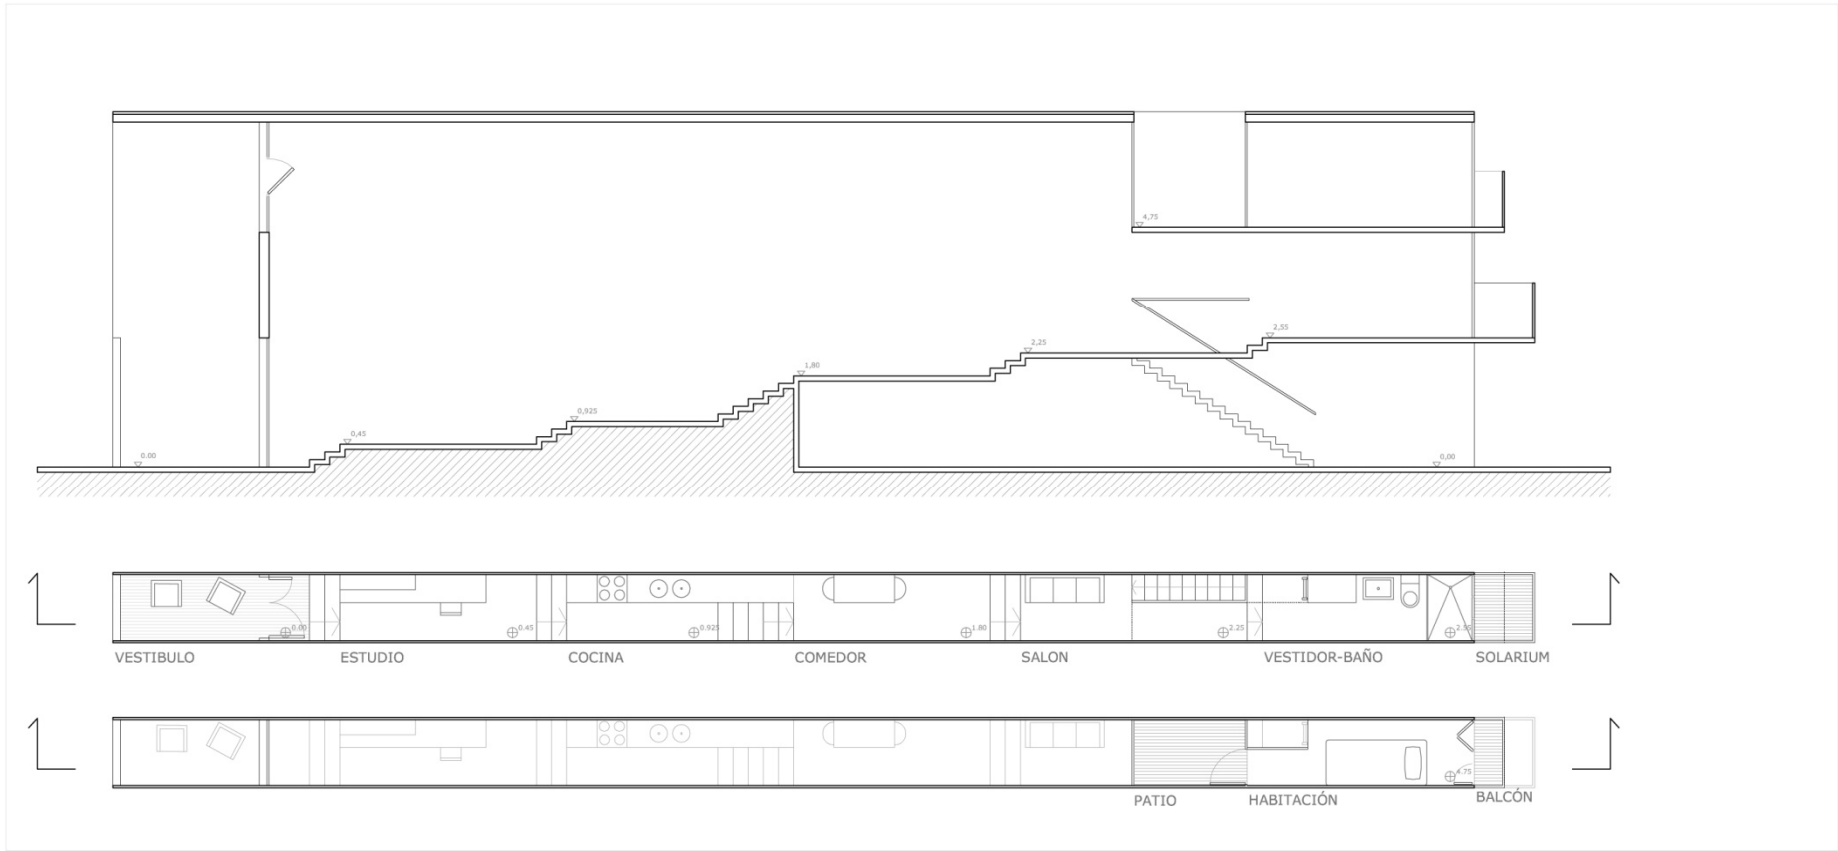 4,75
2,55
2,25
1,80
0,925
0,45
0.00
0,00
0.00
0.45
0.925
1.80
2.25
2.55
VESTIBULO
ESTUDIO
COCINA
COMEDOR
SALON
VESTIDOR-BAÑO
SOLARIUM
4.75
PATIO
HABITACIÓN
BALCÓN